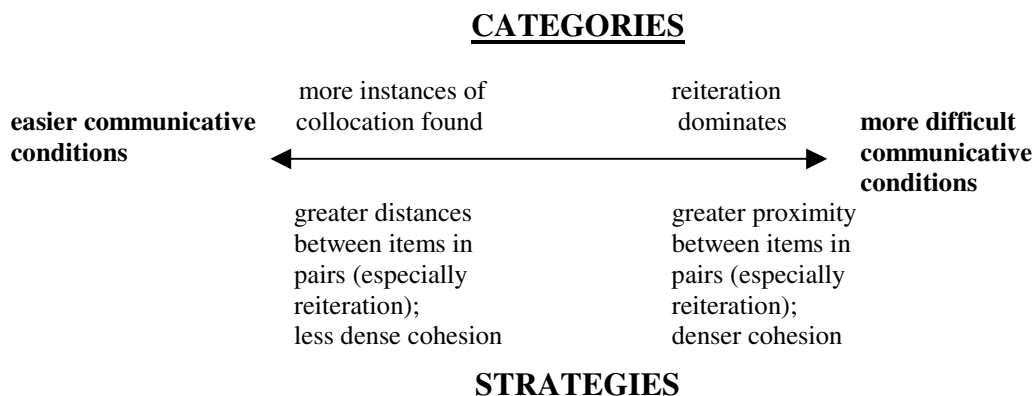 CATEGORIES
more instances of
collocation found
reiteration
dominates
easier communicative
conditions
more difficult
communicative
conditions
greater distances
between items in
pairs (especially
reiteration);
less dense cohesion
greater proximity
between items in
pairs (especially
reiteration);
denser cohesion
STRATEGIES